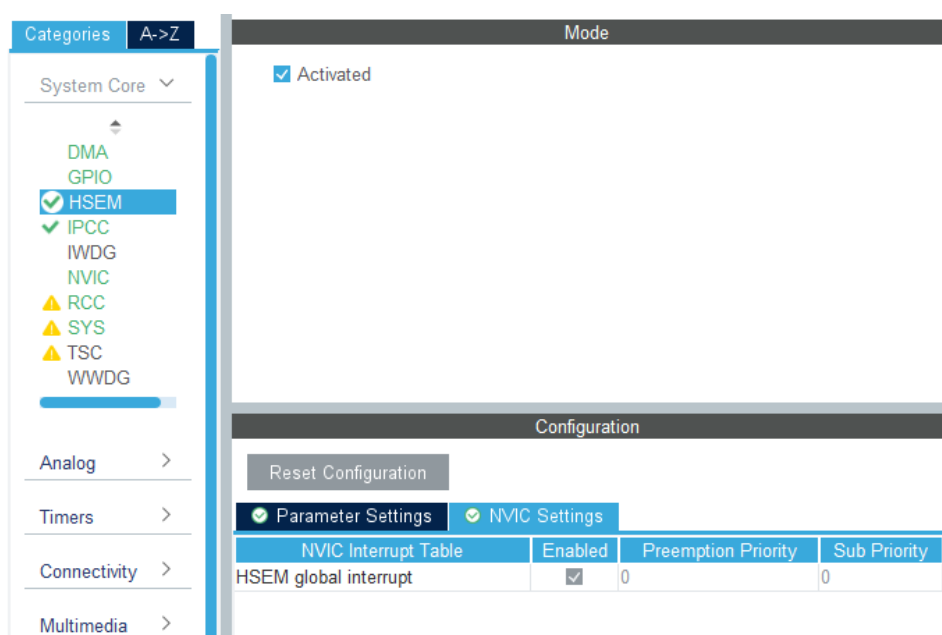 Categories A->Z
System Core
DMA
GPIO
HSEM
IPCC
IWDG
NVIC
RCC
SYS
TSC
WWDG
Analog
Timers
Connectivity
Multimedia
Mode
Activated
Configuration
Reset Configuration
Parameter Settings NVIC Settings
NVIC Interrupt Table Enabled Preemption Priority Sub Priority
HSEM global interrupt 0 0